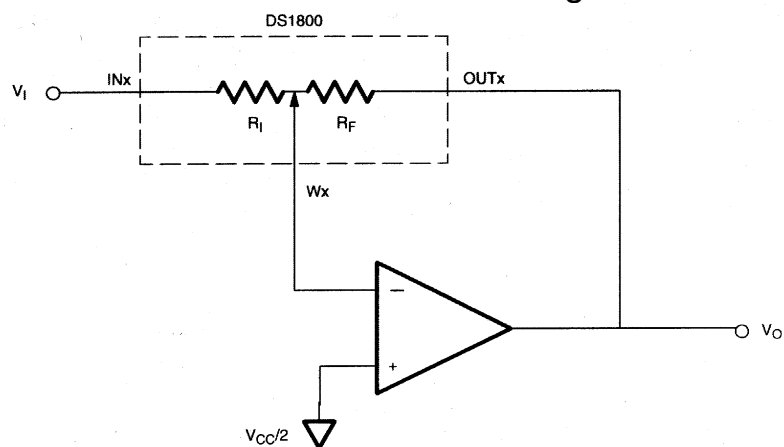 DS1800
INx
OUTx
VI
RI
RF
Wx
−
+
VO
VCC/2